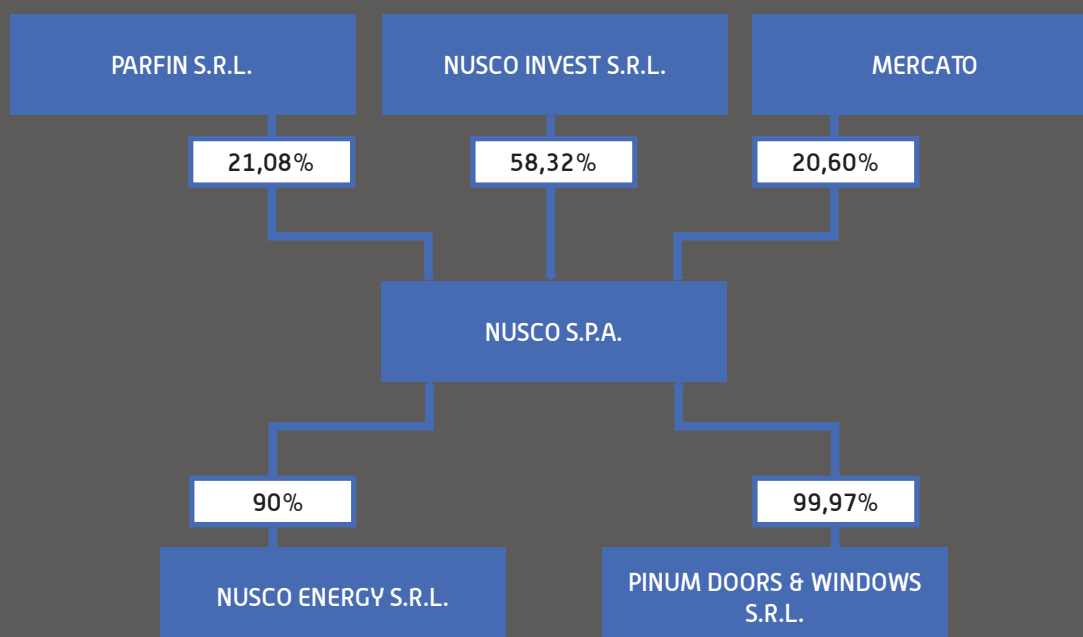 PARFIN S.R.L.
NUSCO INVEST S.R.L.
MERCATO
21,08%
58,32%
20,60%
NUSCO S.P.A.
90%
99,97%
NUSCO ENERGY S.R.L.
PINUM DOORS & WINDOWS
S.R.L.